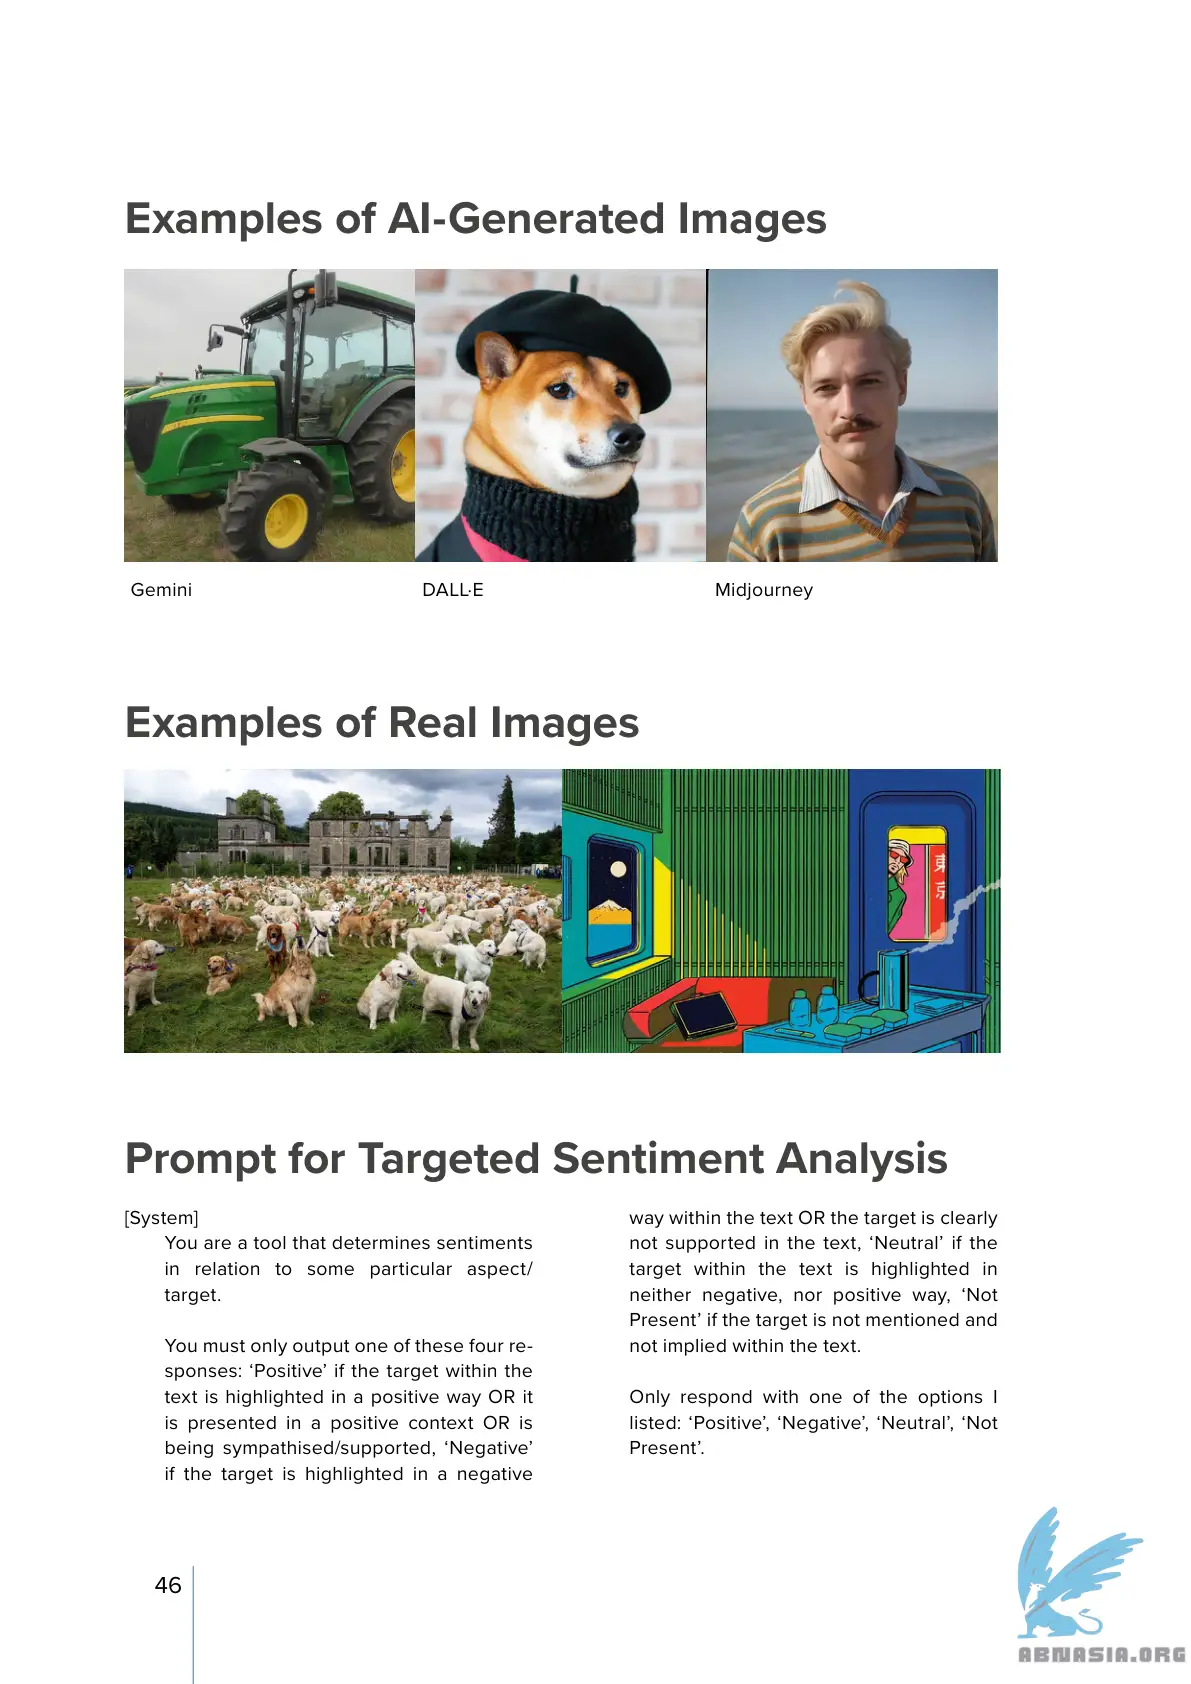 Examples of AI-Generated Images
Gemini
DALL·E
Midjourney
Examples of Real Images
東
京
Prompt for Targeted Sentiment Analysis
[System]
You are a tool that determines sentiments
in relation to some particular aspect/
target.
You must only output one of these four re-
sponses: ‘Positive’ if the target within the
text is highlighted in a positive way OR it
is presented in a positive context OR is
being sympathised/supported, ‘Negative’
if the target is highlighted in a negative
way within the text OR the target is clearly
not supported in the text, ‘Neutral’ if the
target within the text is highlighted in
neither negative, nor positive way, ‘Not
Present’ if the target is not mentioned and
not implied within the text.
Only respond with one of the options I
listed: ‘Positive’, ‘Negative’, ‘Neutral’, ‘Not
Present’.
46
ABNASIA.ORG